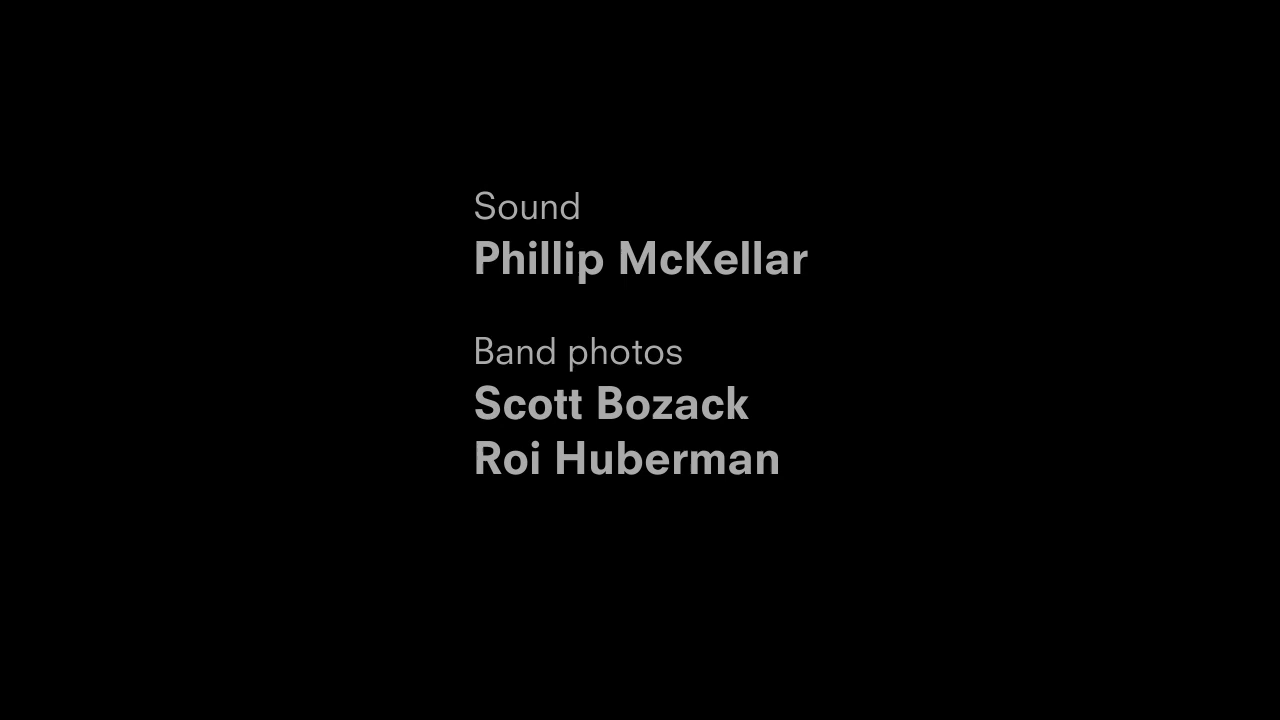 Sound
Phillip McKellar
Band photos
Scott Bozack
Roi Huberman